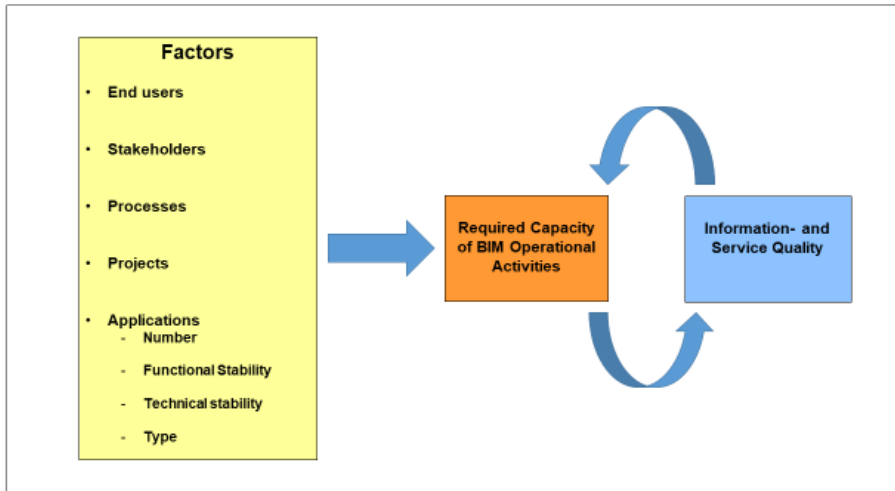 Factors
• End users
• Stakeholders
• Processes
• Projects
• Applications
- Number
- Functional Stability
- Technical stability
- Type
Required Capacity
of BIM Operational
Activities
Information- and
Service Quality